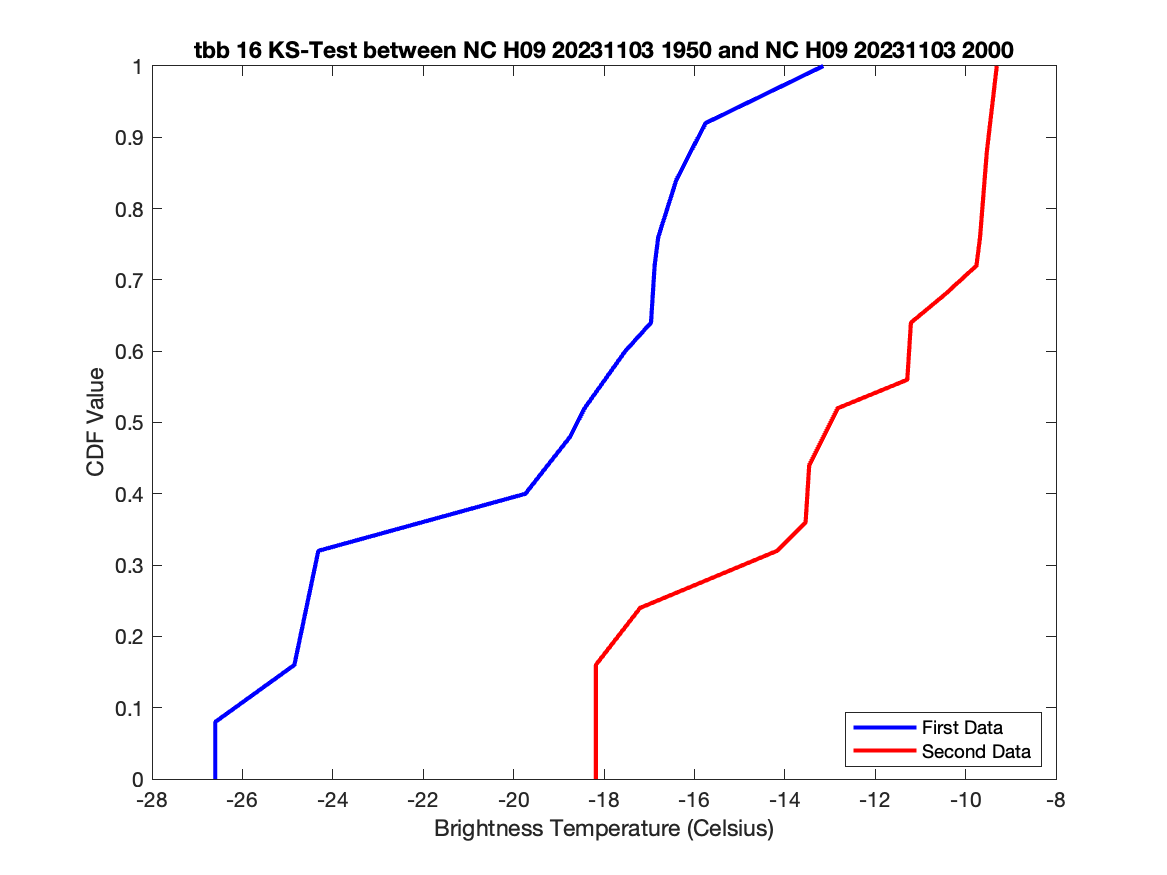 tbb 16 KS-Test between NC H09 20231103 1950 and NC H09 20231103 2000
1
0.9
0.8
0.7
0.6
0.5
0.4
0.3
0.2
0.1
0
CDF Value
First Data
Second Data
-28 -26 -24 -22 -20 -18 -16 -14 -12 -10 -8
Brightness Temperature (Celsius)